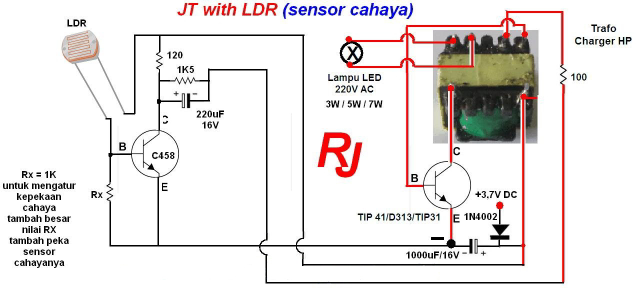 JT with LDR (sensor cahaya)
LDR
120
1K5
220uF
16V
C
B
C458
E
Rx
Rx = 1K
untuk mengatur
kepekaan
cahaya
tambah besar
nilai RX
tambah peka
sensor
cahayanya
Lampu LED
220V AC
3W / 5W / 7W
RJ
Trafo
Charger HP
100
C
B
E
TIP 41/D313/TIP31
+3,7V DC
1N4002
1000uF/16V